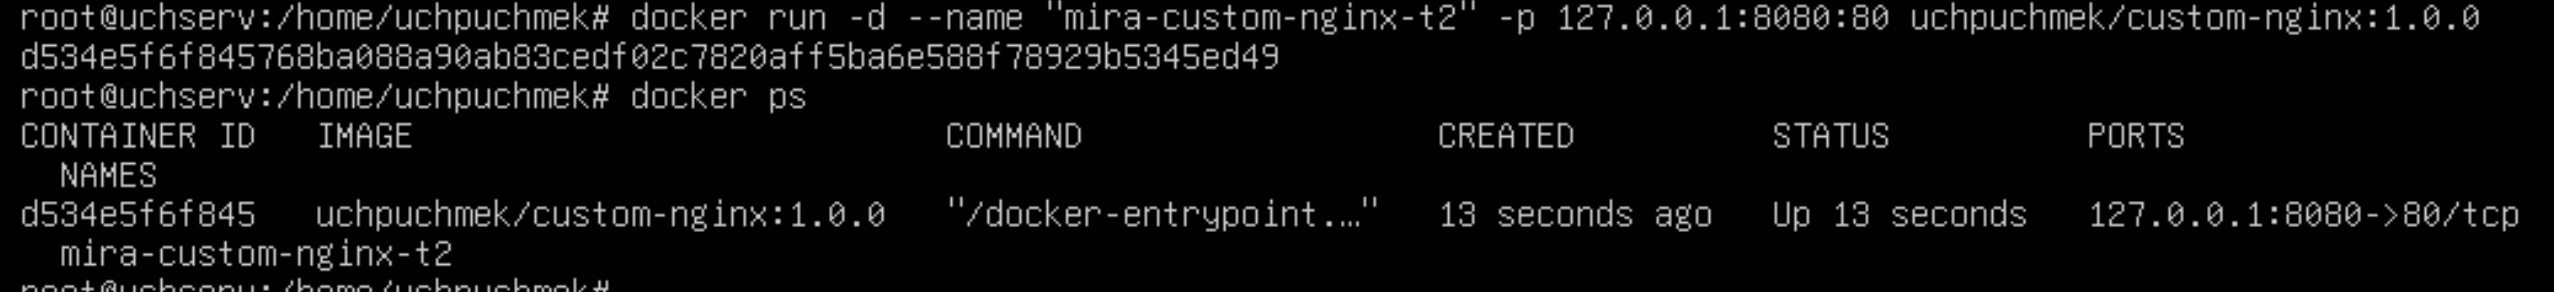 root@uchserv:/home/uchpuchmek# docker run -d --name "mira-custom-nginx-t2" -p 127.0.0.1:8080:80 uchpuchmek/custom-nginx:1.0.0
d534e5f6f845768ba088a90ab83cedf02c7820aff5ba6e588f78929b5345ed49
root@uchserv:/home/uchpuchmek# docker ps
CONTAINER ID   IMAGE                           COMMAND                  CREATED          STATUS          PORTS
  NAMES
d534e5f6f845   uchpuchmek/custom-nginx:1.0.0   "/docker-entrypoint.…"   13 seconds ago   Up 13 seconds   127.0.0.1:8080->80/tcp
  mira-custom-nginx-t2
root@uchserv:/home/uchpuchmek#